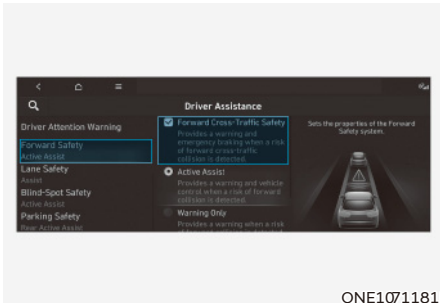 Driver Assistance
Driver Attention Warning
Forward Safety
Active Assist
Lane Safety
Assist
Blind-Spot Safety
Active Assist
Parking Safety
Rear Active Assist
Forward Cross-Traffic Safety
Provides a warning and
emergency braking when a risk
of forward cross-traffic
collision is detected.
Active Assist
Provides a warning and vehicle
control when a risk of forward
collision is detected.
Warning Only
Provides a warning when a risk
Sets the properties of the Forward
Safety system.
ONE1071181